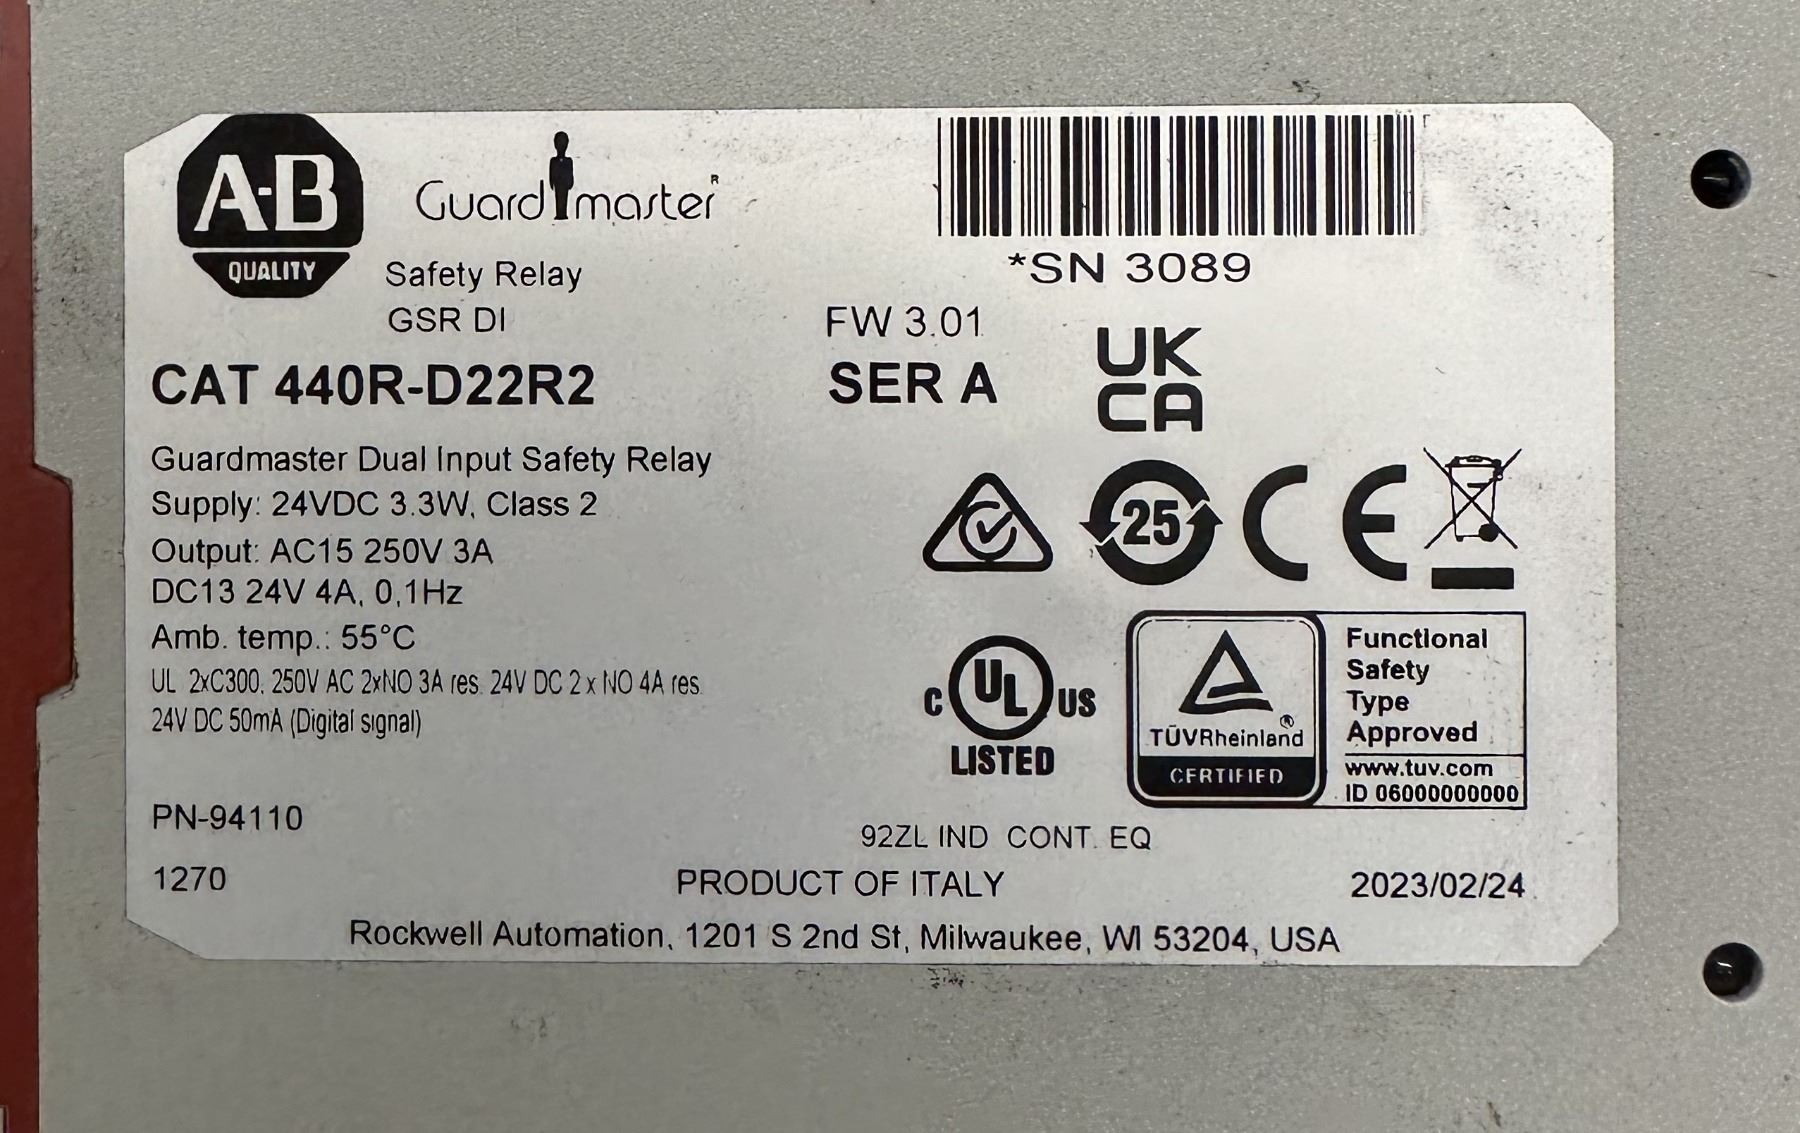 A-B
QUALITY
Guardmaster®
Safety Relay
GSR DI
*SN 3089
FW 3.01
CAT 440R-D22R2
SER A
UK
CA
Guardmaster Dual Input Safety Relay
Supply: 24VDC 3.3W, Class 2
Output: AC15 250V 3A
DC13 24V 4A, 0,1Hz
Amb. temp.: 55°C
UL 2xC300, 250V AC 2xNO 3A res. 24V DC 2 x NO 4A res.
24V DC 50mA (Digital signal)
25
CE
C UL US
LISTED
TÜVRheinland®
CERTIFIED
Functional
Safety
Type
Approved
www.tuv.com
ID 06000000000
PN-94110
92ZL IND CONT. EQ
1270
PRODUCT OF ITALY
2023/02/24
Rockwell Automation, 1201 S 2nd St, Milwaukee, WI 53204, USA